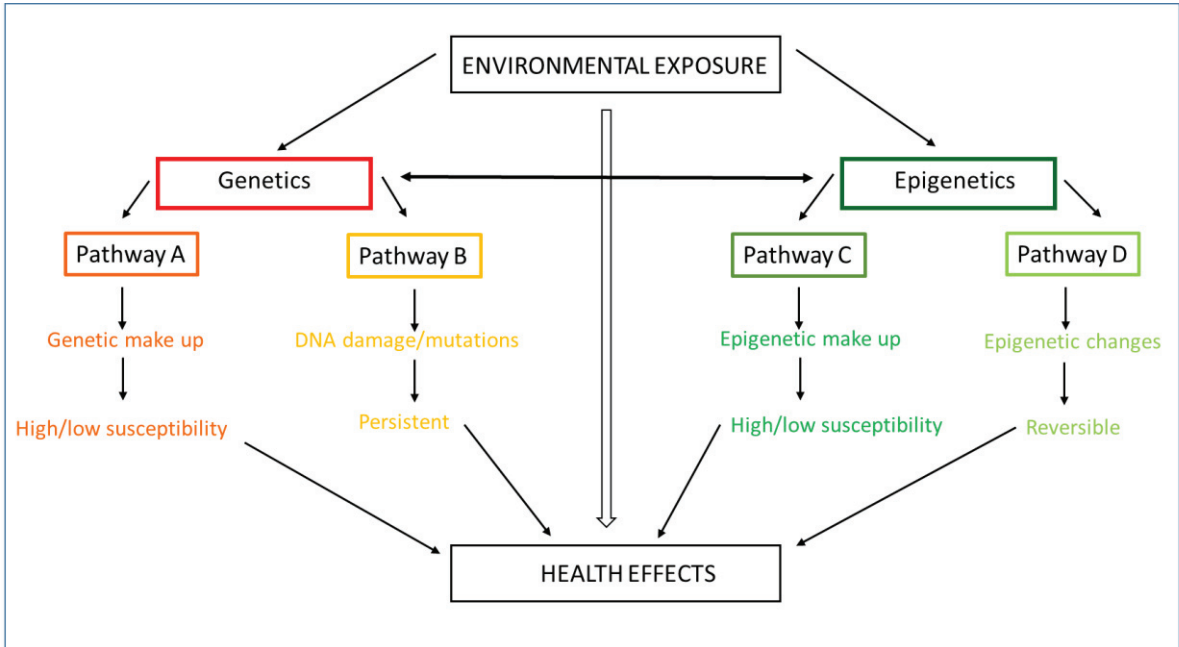 ENVIRONMENTAL EXPOSURE
Genetics
Epigenetics
Pathway A
Pathway B
Pathway C
Pathway D
Genetic make up
DNA damage/mutations
Epigenetic make up
Epigenetic changes
High/low susceptibility
Persistent
High/low susceptibility
Reversible
HEALTH EFFECTS